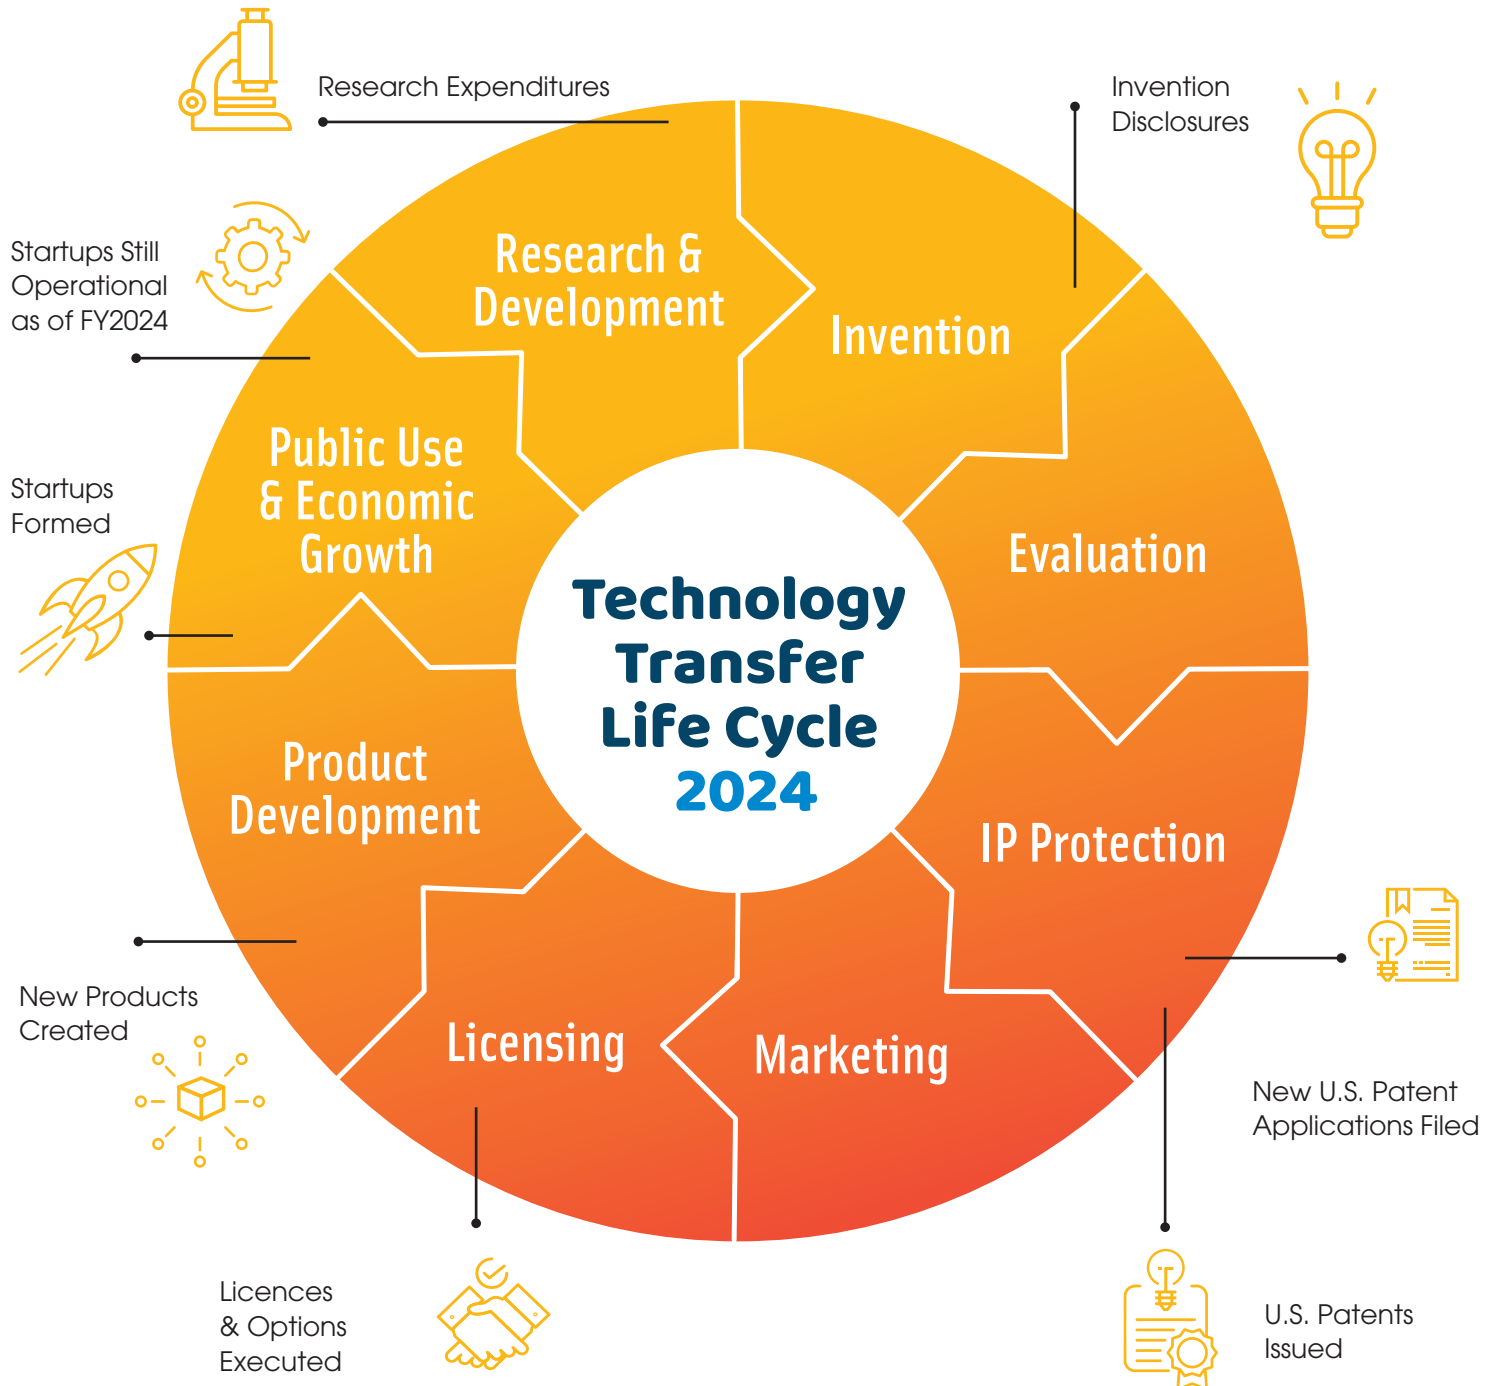 Research Expenditures
Invention
Disclosures
Startups Still
Operational
as of FY2024
Startups
Formed
Research &
Development
Invention
Public Use
& Economic
Growth
Evaluation
Technology
Transfer
Life Cycle
2024
Product
Development
IP Protection
Licensing
Marketing
New Products
Created
New U.S. Patent
Applications Filed
Licences
& Options
Executed
U.S. Patents
Issued